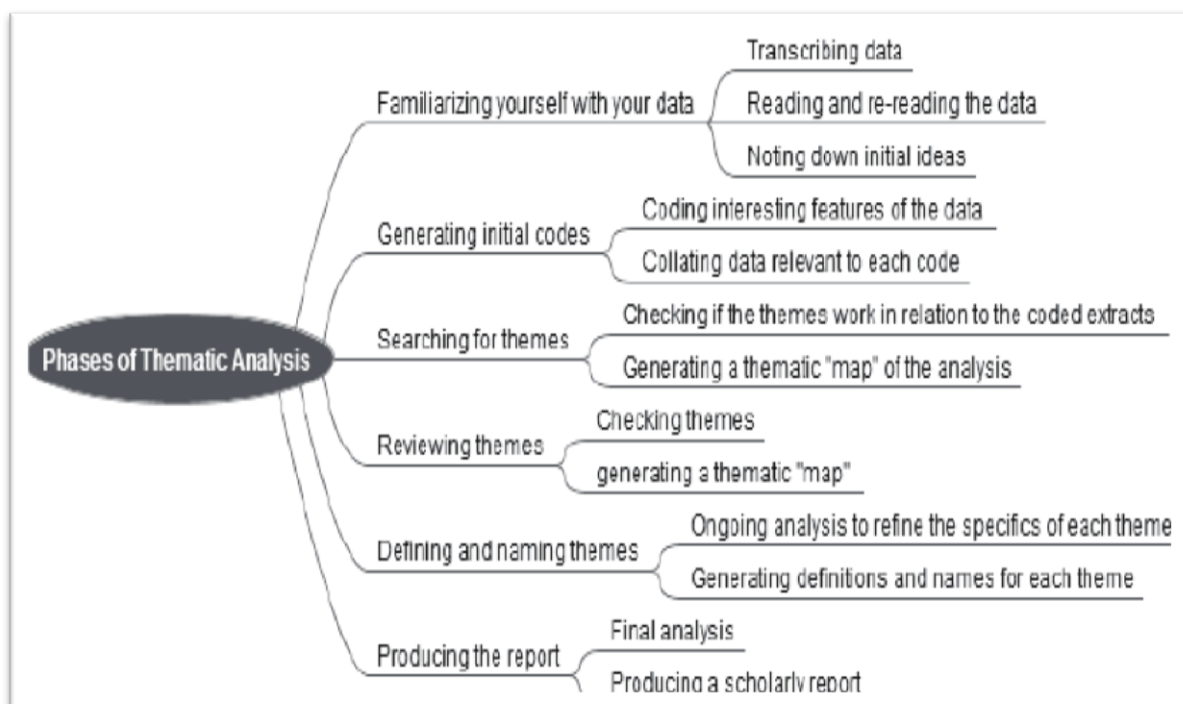 Phases of Thematic Analysis
Familiarizing yourself with your data
Transcribing data
Reading and re-reading the data
Noting down initial ideas
Generating initial codes
Coding interesting features of the data
Collating data relevant to each code
Searching for themes
Checking if the themes work in relation to the coded extracts
Generating a thematic "map" of the analysis
Reviewing themes
Checking themes
generating a thematic "map"
Defining and naming themes
Ongoing analysis to refine the specifics of each theme
Generating definitions and names for each theme
Producing the report
Final analysis
Producing a scholarly report